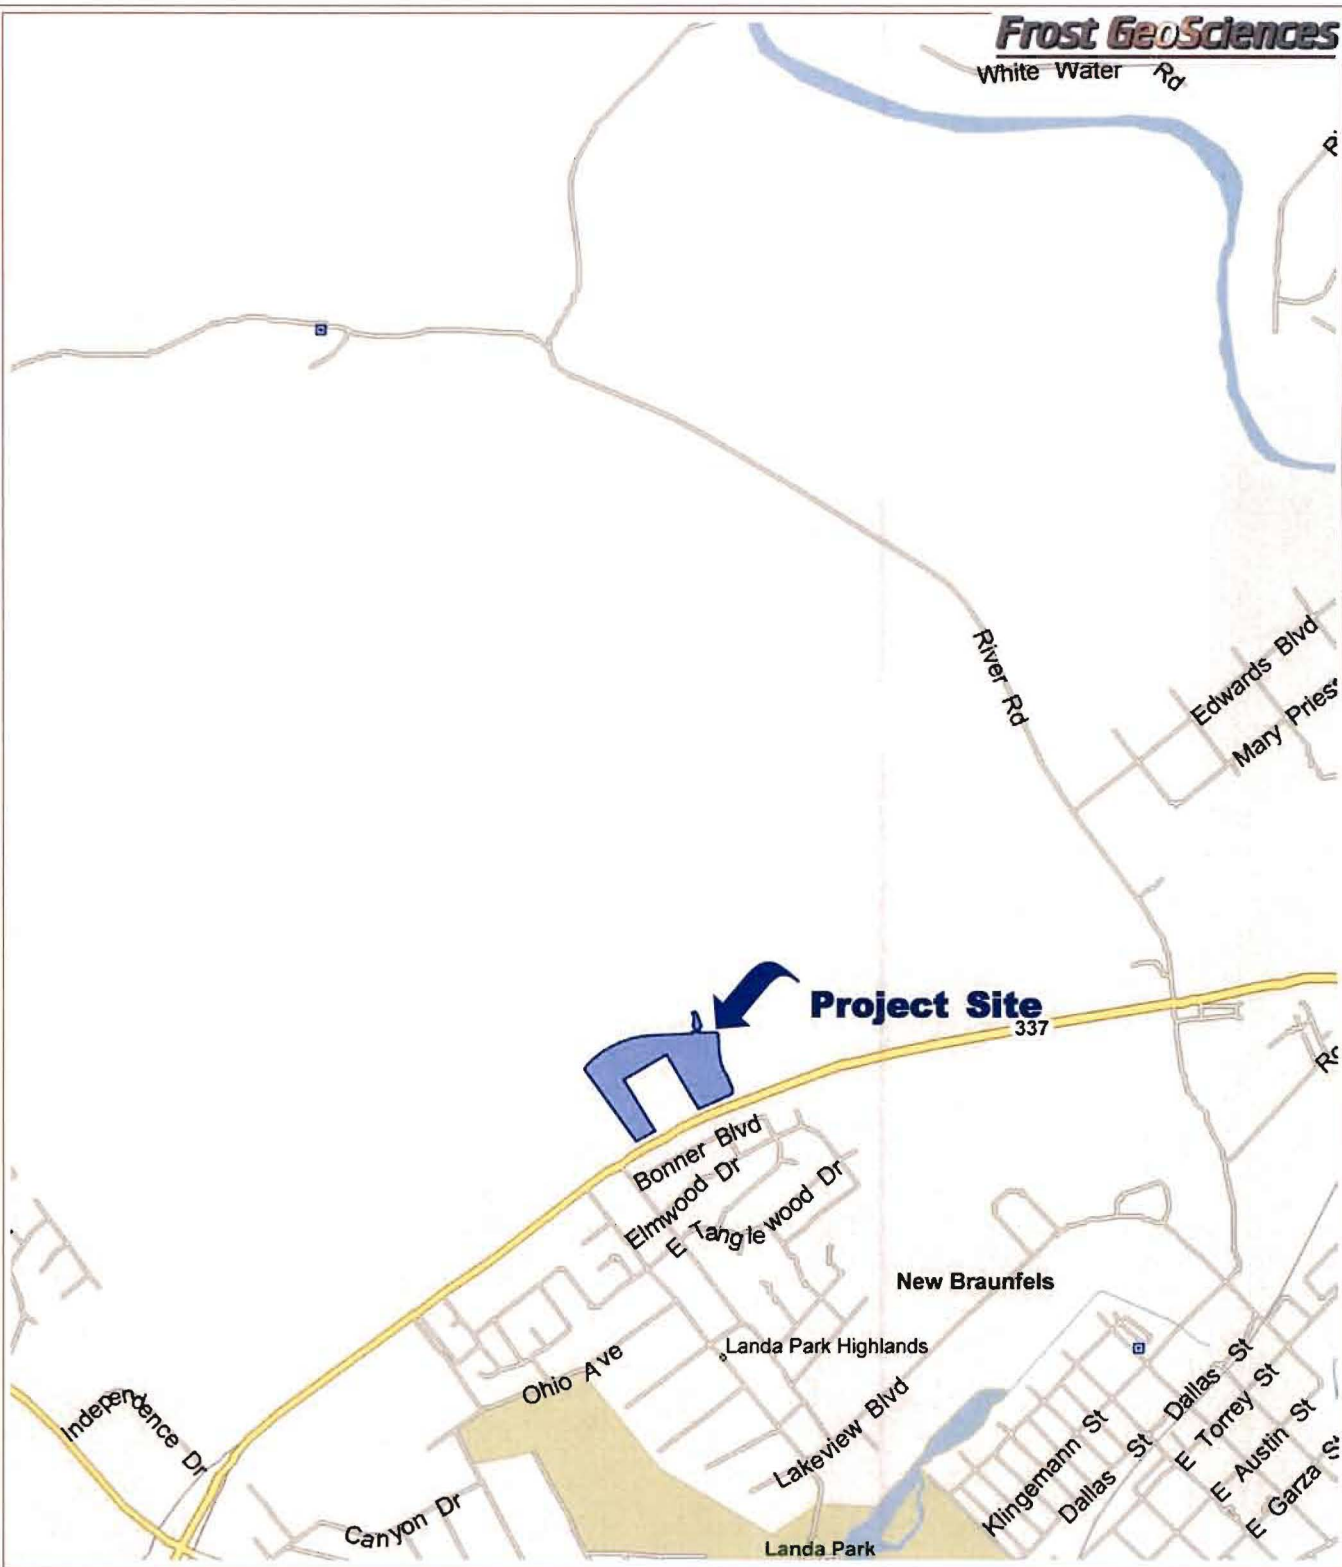 Frost GeoSciences
White Water Rd
River Rd
Edwards Blvd
Mary Pries
Project Site
337
Bonner Blvd
Elmwood Dr
E Tanglewood Dr
New Braunfels
Landa Park Highlands
Ohio Ave
Lakeview Blvd
Independence Dr
Canyon Dr
Landa Park
Klingemann St
Dallas St
Dallas St
E Torrey St
E Austin St
E Garza St